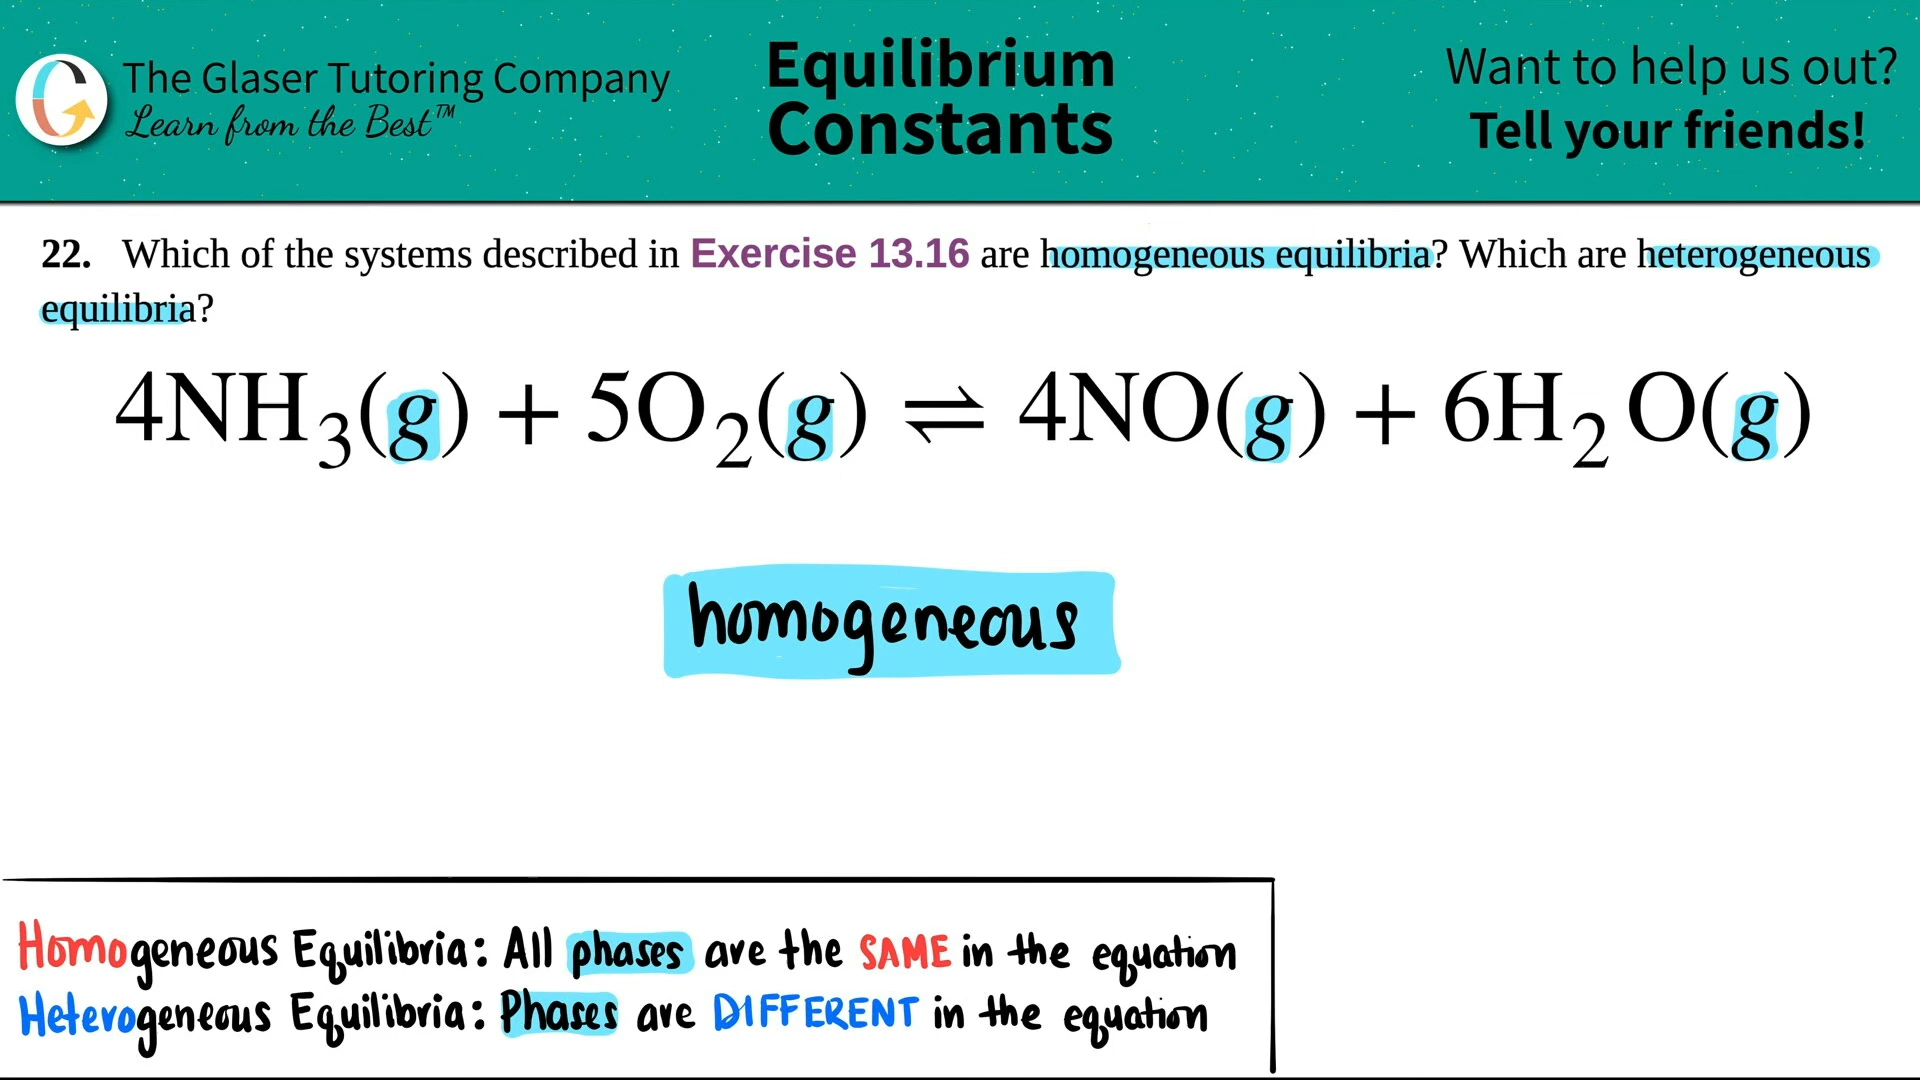 The Glaser Tutoring Company
Learn from the Best™
Equilibrium
Constants
Want to help us out?
Tell your friends!
22. Which of the systems described in Exercise 13.16 are homogeneous equilibria? Which are heterogeneous
equilibria?
4NH₃(g) + 5O₂(g) ⇌ 4NO(g) + 6H₂O(g)
homogeneous
Homogeneous Equilibria: All phases are the SAME in the equation
Heterogeneous Equilibria: Phases are DIFFERENT in the equation